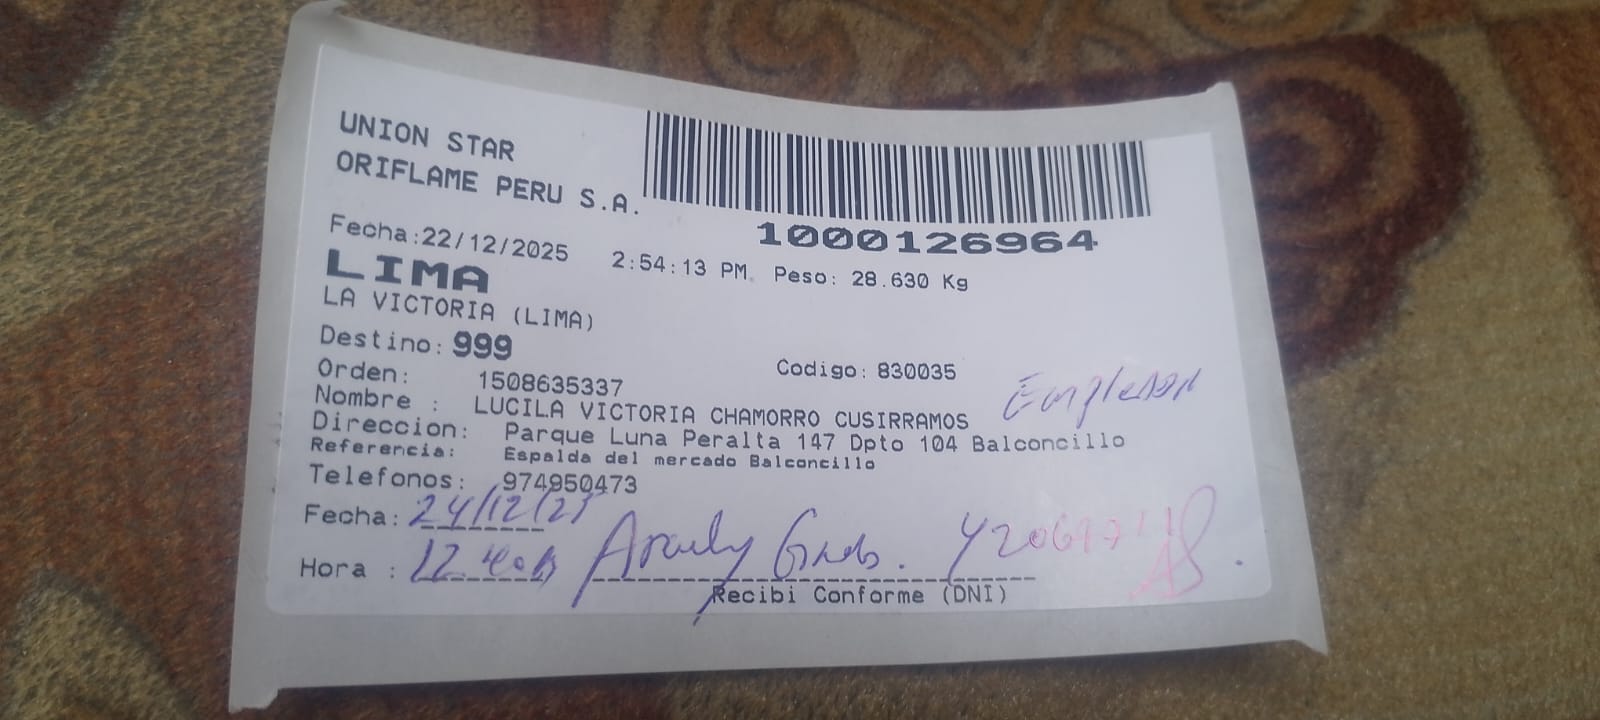 UNION STAR
ORIFLAME PERU S.A.
1000126964
Fecha:22/12/2025 2:54:13 PM. Peso: 28.630 Kg
LIMA
LA VICTORIA (LIMA)
Destino: 999
Orden: 1508635337 Codigo: 830035
Nombre : LUCILA VICTORIA CHAMORRO CUSIRRAMOS
Direccion: Parque Luna Peralta 147 Dpto 104 Balconcillo
Referencia: Espalda del mercado Balconcillo
Telefonos: 974950473
Fecha: 24/12/25
Hora : 12
Recibi Conforme (DNI)